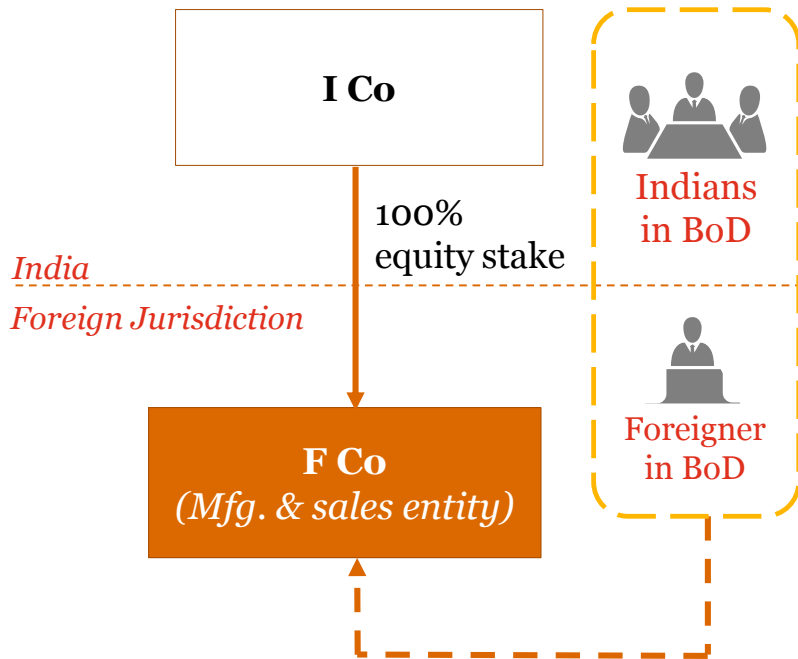 I Co
Indians
in BoD
100%
equity stake
India
Foreign Jurisdiction
Foreigner
in BoD
F Co
(Mfg. & sales entity)